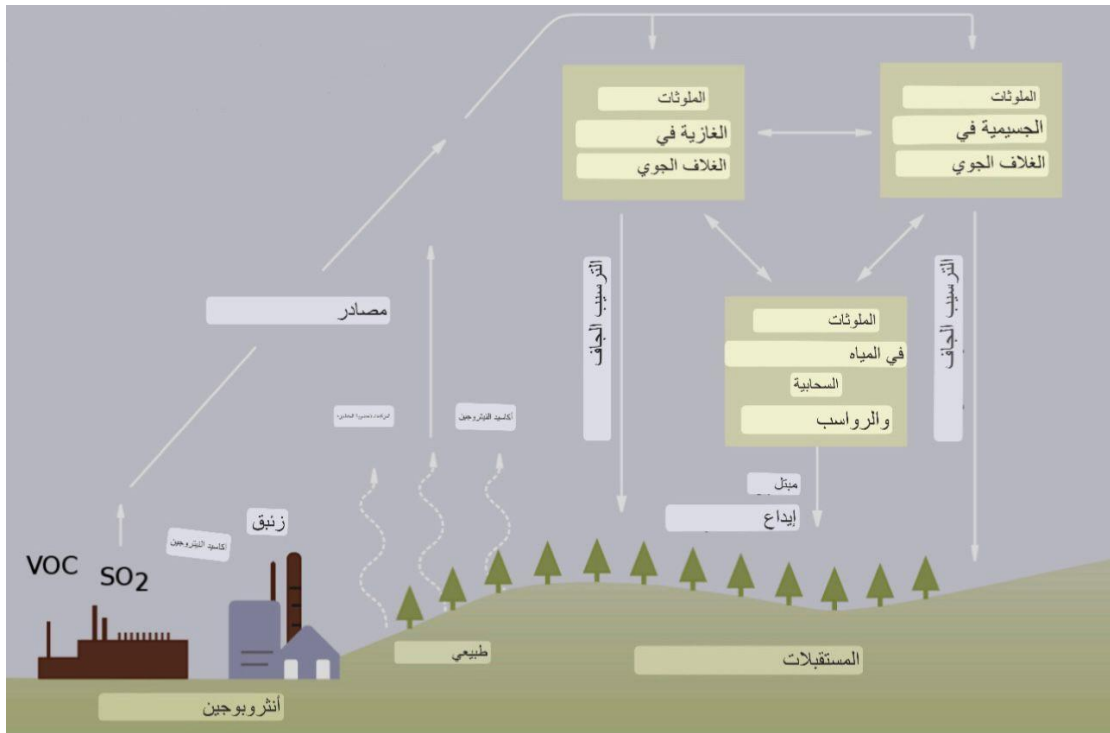 الملوثات
الغازية في
الغلاف الجوي
الملوثات
الجسيمية في
الغلاف الجوي
الترسيب الجاف
الترسيب الجاف
مصادر
الملوثات
في المياه
السحابية
والرواسب
أكاسيد النيتروجين
مبتل
إيداع
زئبق
أكاسيد النيتروجين
VOC
SO2
طبيعي
المستقبلات
أنثروبوجين